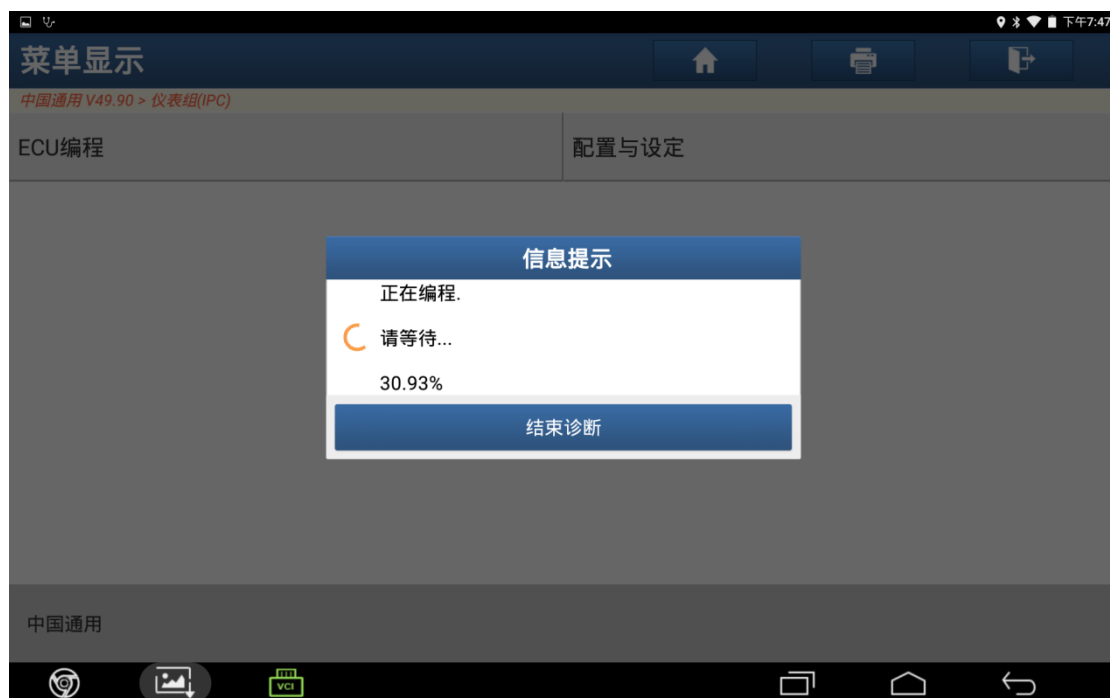 下午7:47
菜单显示
中国通用 V49.90 > 仪表组(IPC)
ECU编程
配置与设定
信息提示
正在编程.
请等待...
30.93%
结束诊断
中国通用
VCI